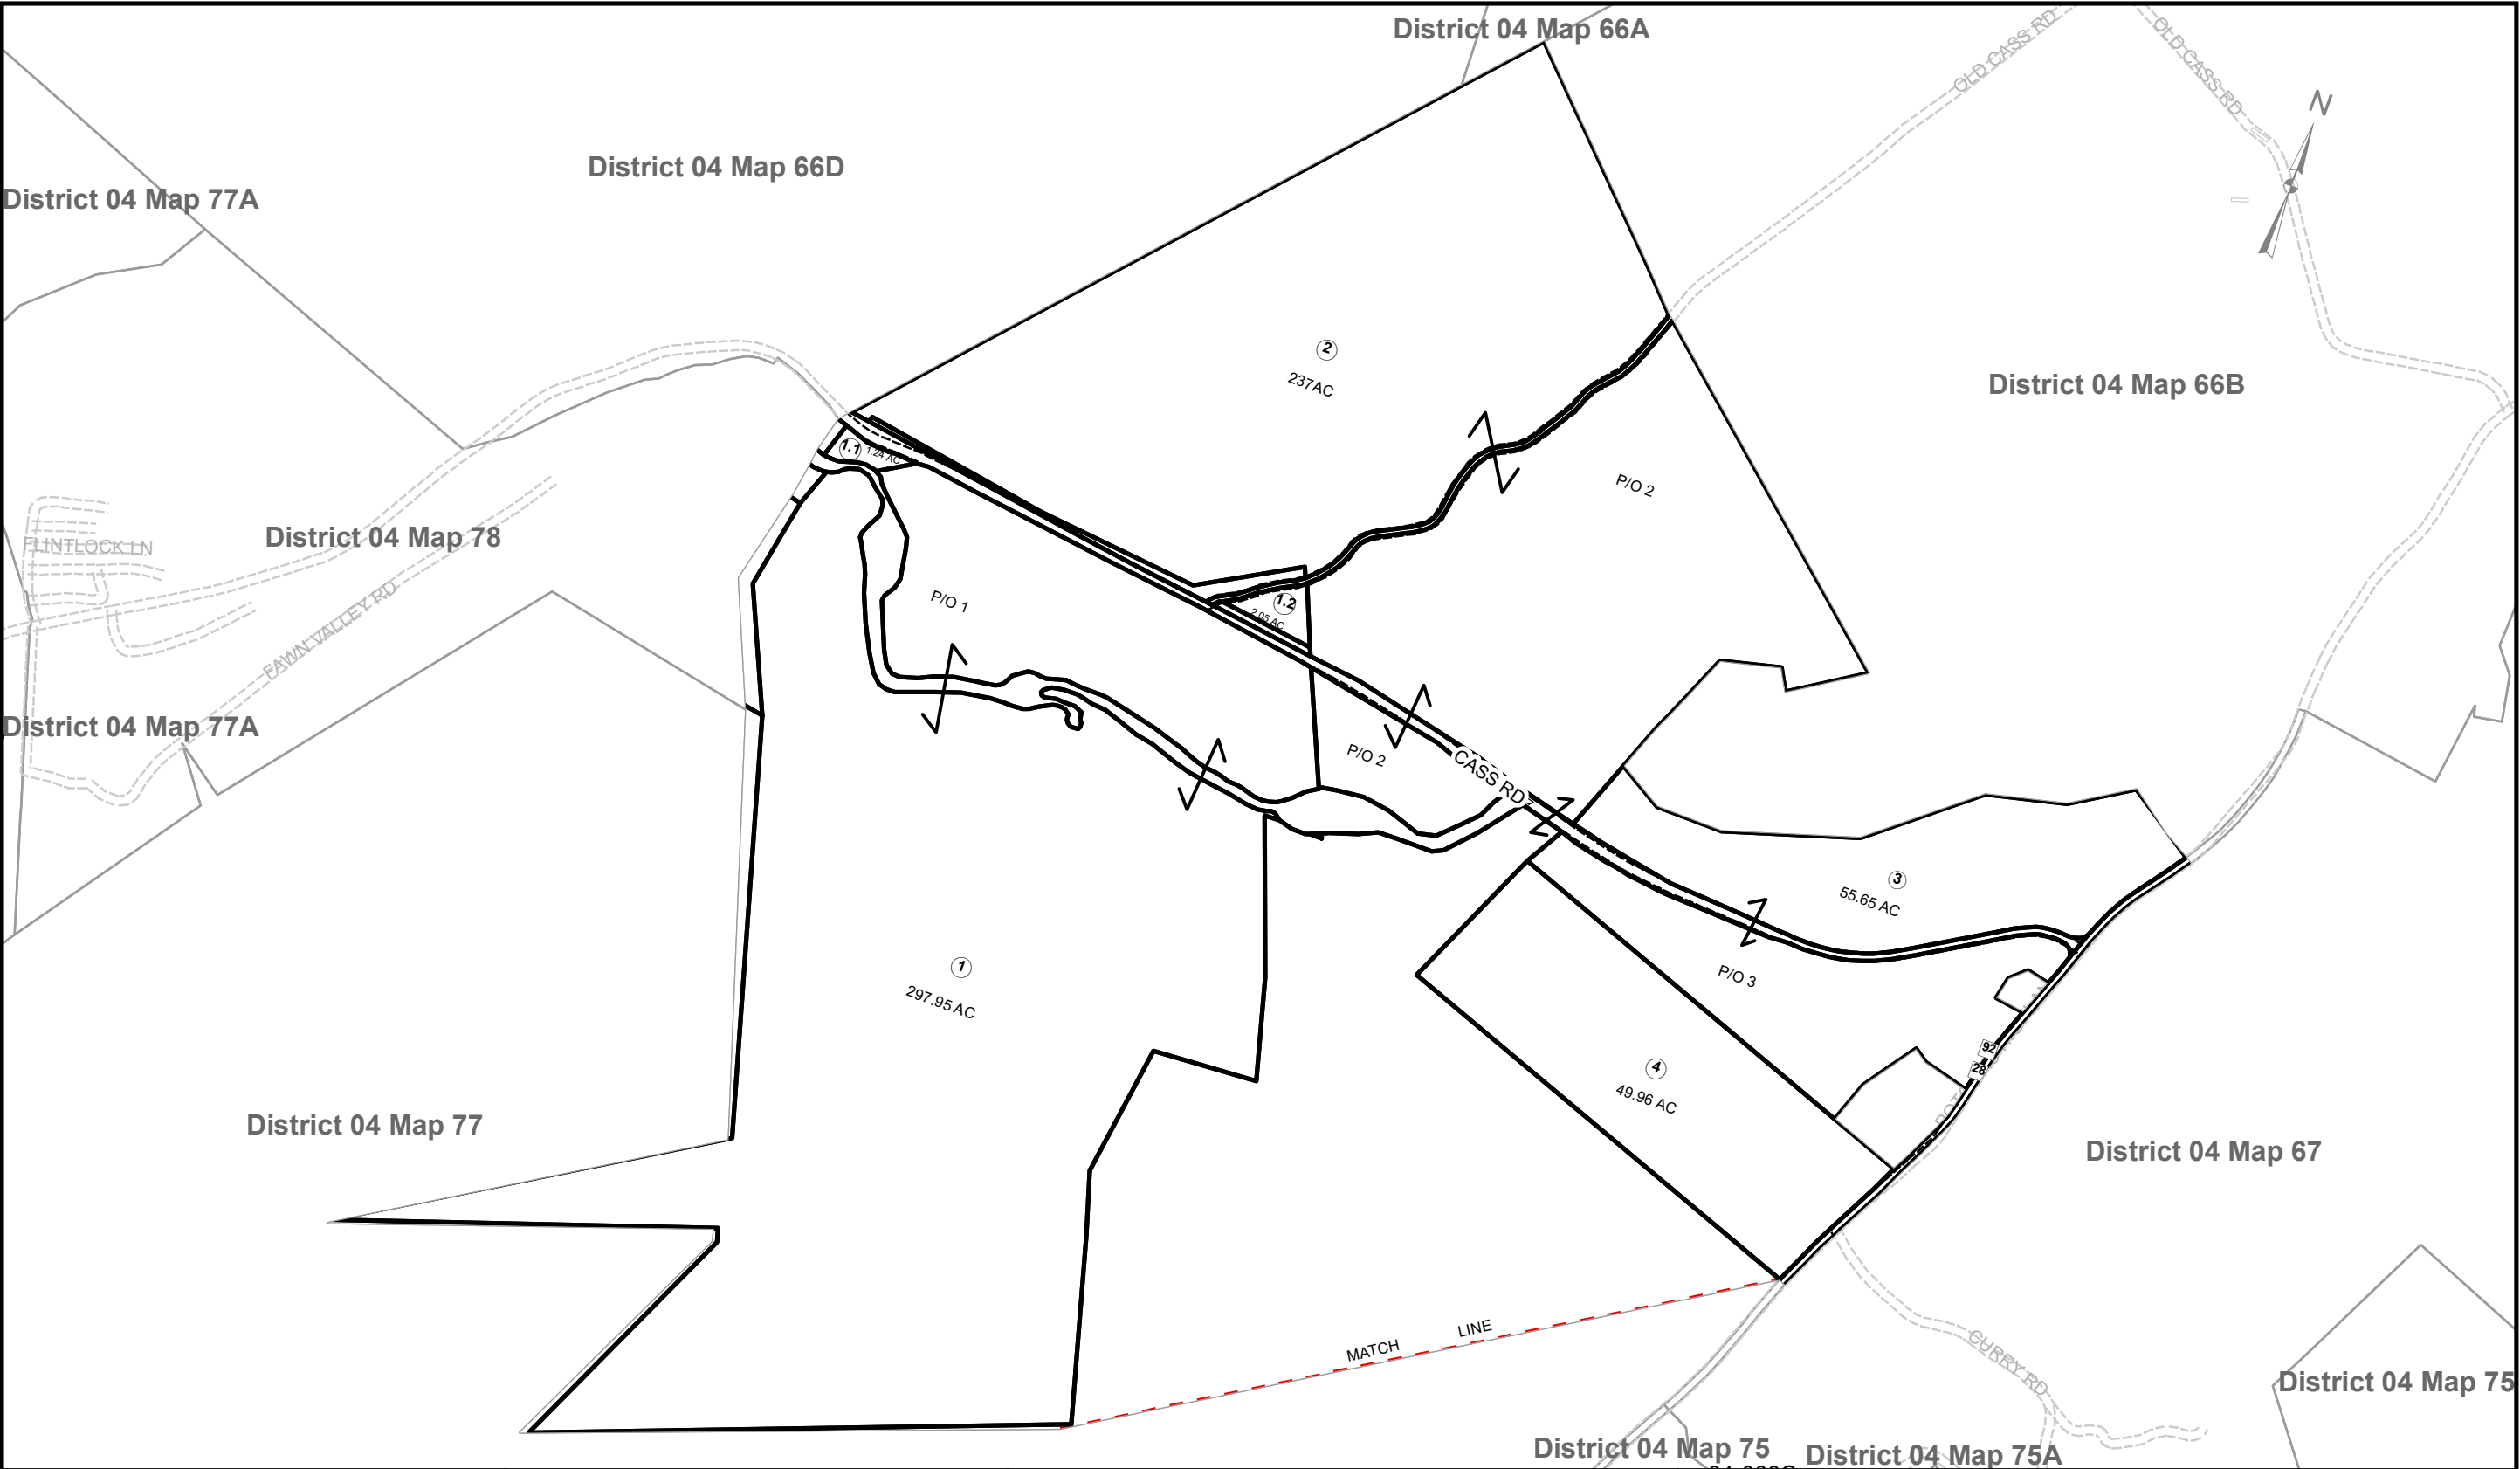 District 04 Map 66A
OLD CASS RD
OLD CASS RD
N
District 04 Map 66D
District 04 Map 77A
2
237AC
District 04 Map 66B
1.1
1.24 AC
P/O 2
District 04 Map 78
FLINTLOCK LN
FAWN VALLEY RD
P/O 1
1.2
2.05 AC
District 04 Map 77A
P/O 2
CASS RD
3
55.65 AC
1
297.95 AC
P/O 3
92
28
4
49.96 AC
District 04 Map 77
District 04 Map 67
MATCH LINE
CURRY RD
District 04 Map 75
District 04 Map 75
District 04 Map 75A